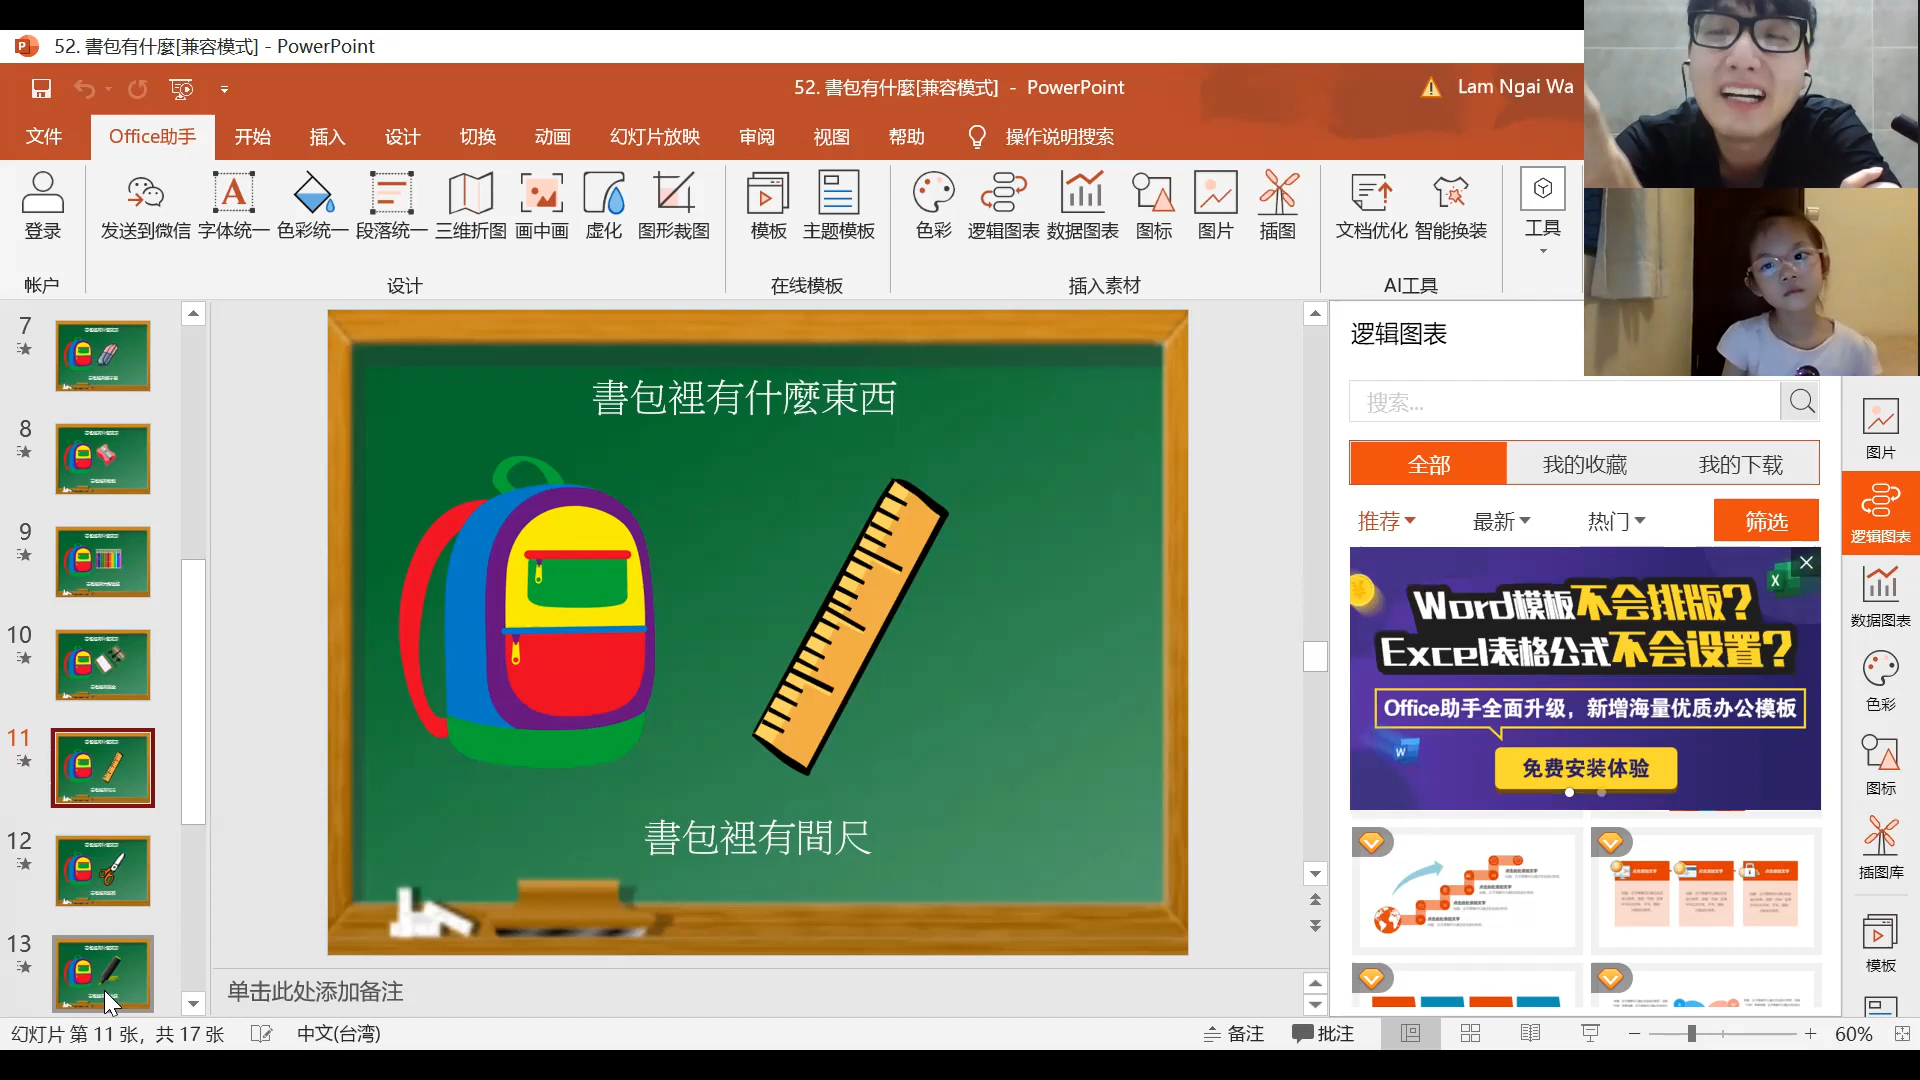 52. 書包有什麼[兼容模式] - PowerPoint
52. 書包有什麼[兼容模式] - PowerPoint
Lam Ngai Wa
文件
Office助手
开始
插入
设计
切换
动画
幻灯片放映
审阅
视图
帮助
操作说明搜索
登录
发送到微信
字体统一
色彩统一
段落统一
三维折图
画中画
虚化
图形裁图
模板
主题模板
色彩
逻辑图表
数据图表
图标
图片
插图
文档优化
智能换装
工具
帐户
设计
在线模板
插入素材
AI工具
7
8
9
10
11
12
13
書包裡有什麼東西
書包裡有間尺
单击此处添加备注
逻辑图表
搜索...
全部
我的收藏
我的下载
推荐
最新
热门
筛选
Word模板不会排版?
Excel表格公式不会设置?
Office助手全面升级，新增海量优质办公模板
免费安装体验
图片
逻辑图表
数据图表
色彩
图标
插图库
模板
幻灯片 第 11 张，共 17 张
中文(台湾)
备注
批注
60%